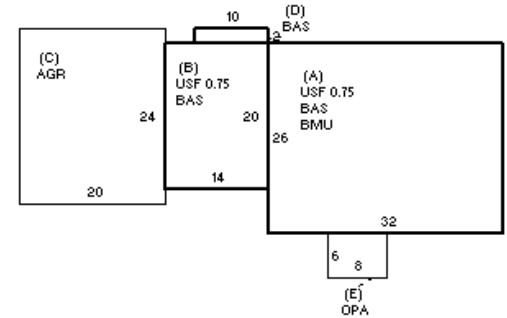 10
(D)
BAS
2
(C)
AGR
(B)
USF 0.75
BAS
(A)
USF 0.75
BAS
BMU
24
20
26
14
20
32
6
8
(E)
OPA